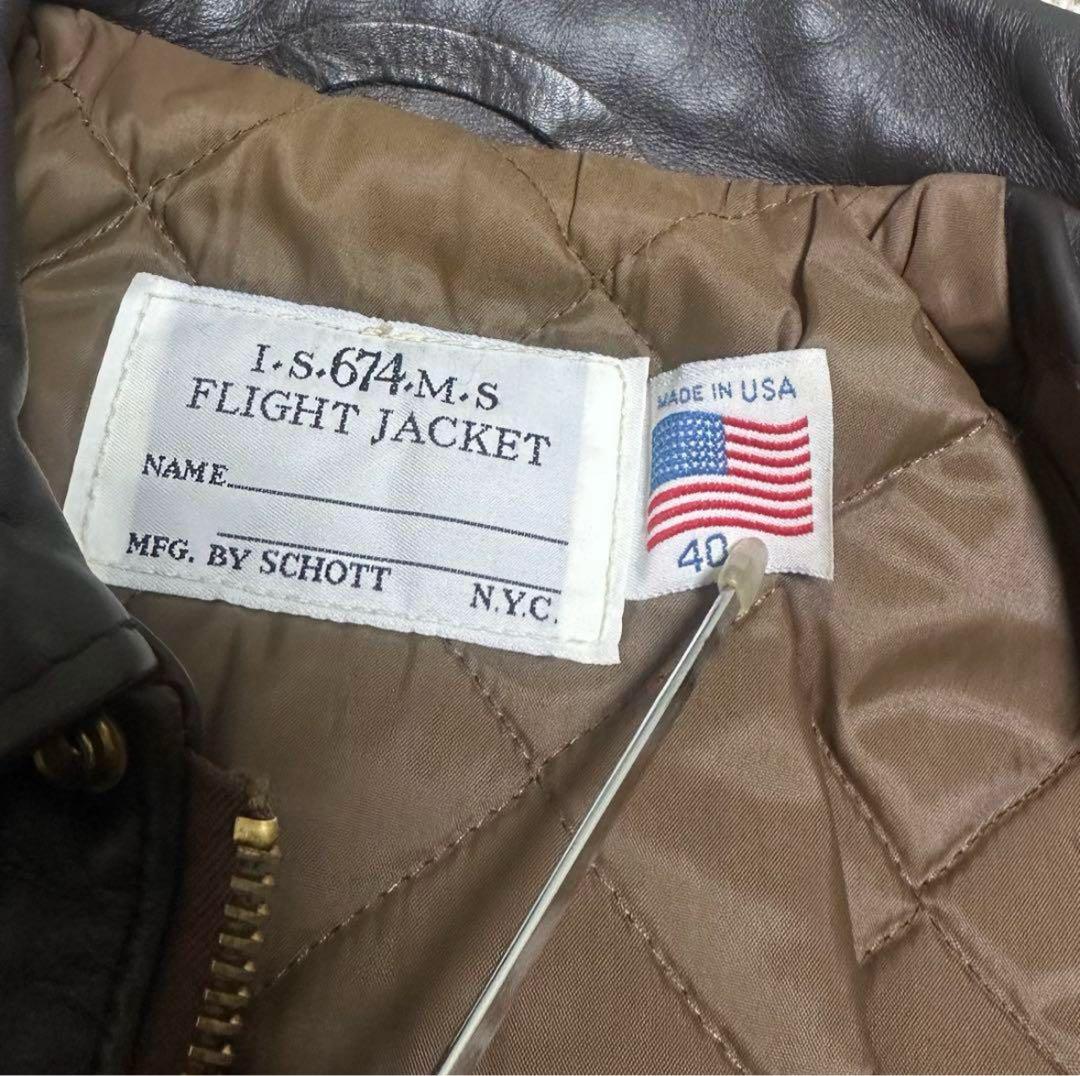 I.S.674.M.S
FLIGHT JACKET
NAME
MFG. BY SCHOTT
N.Y.C.
MADE IN USA
40